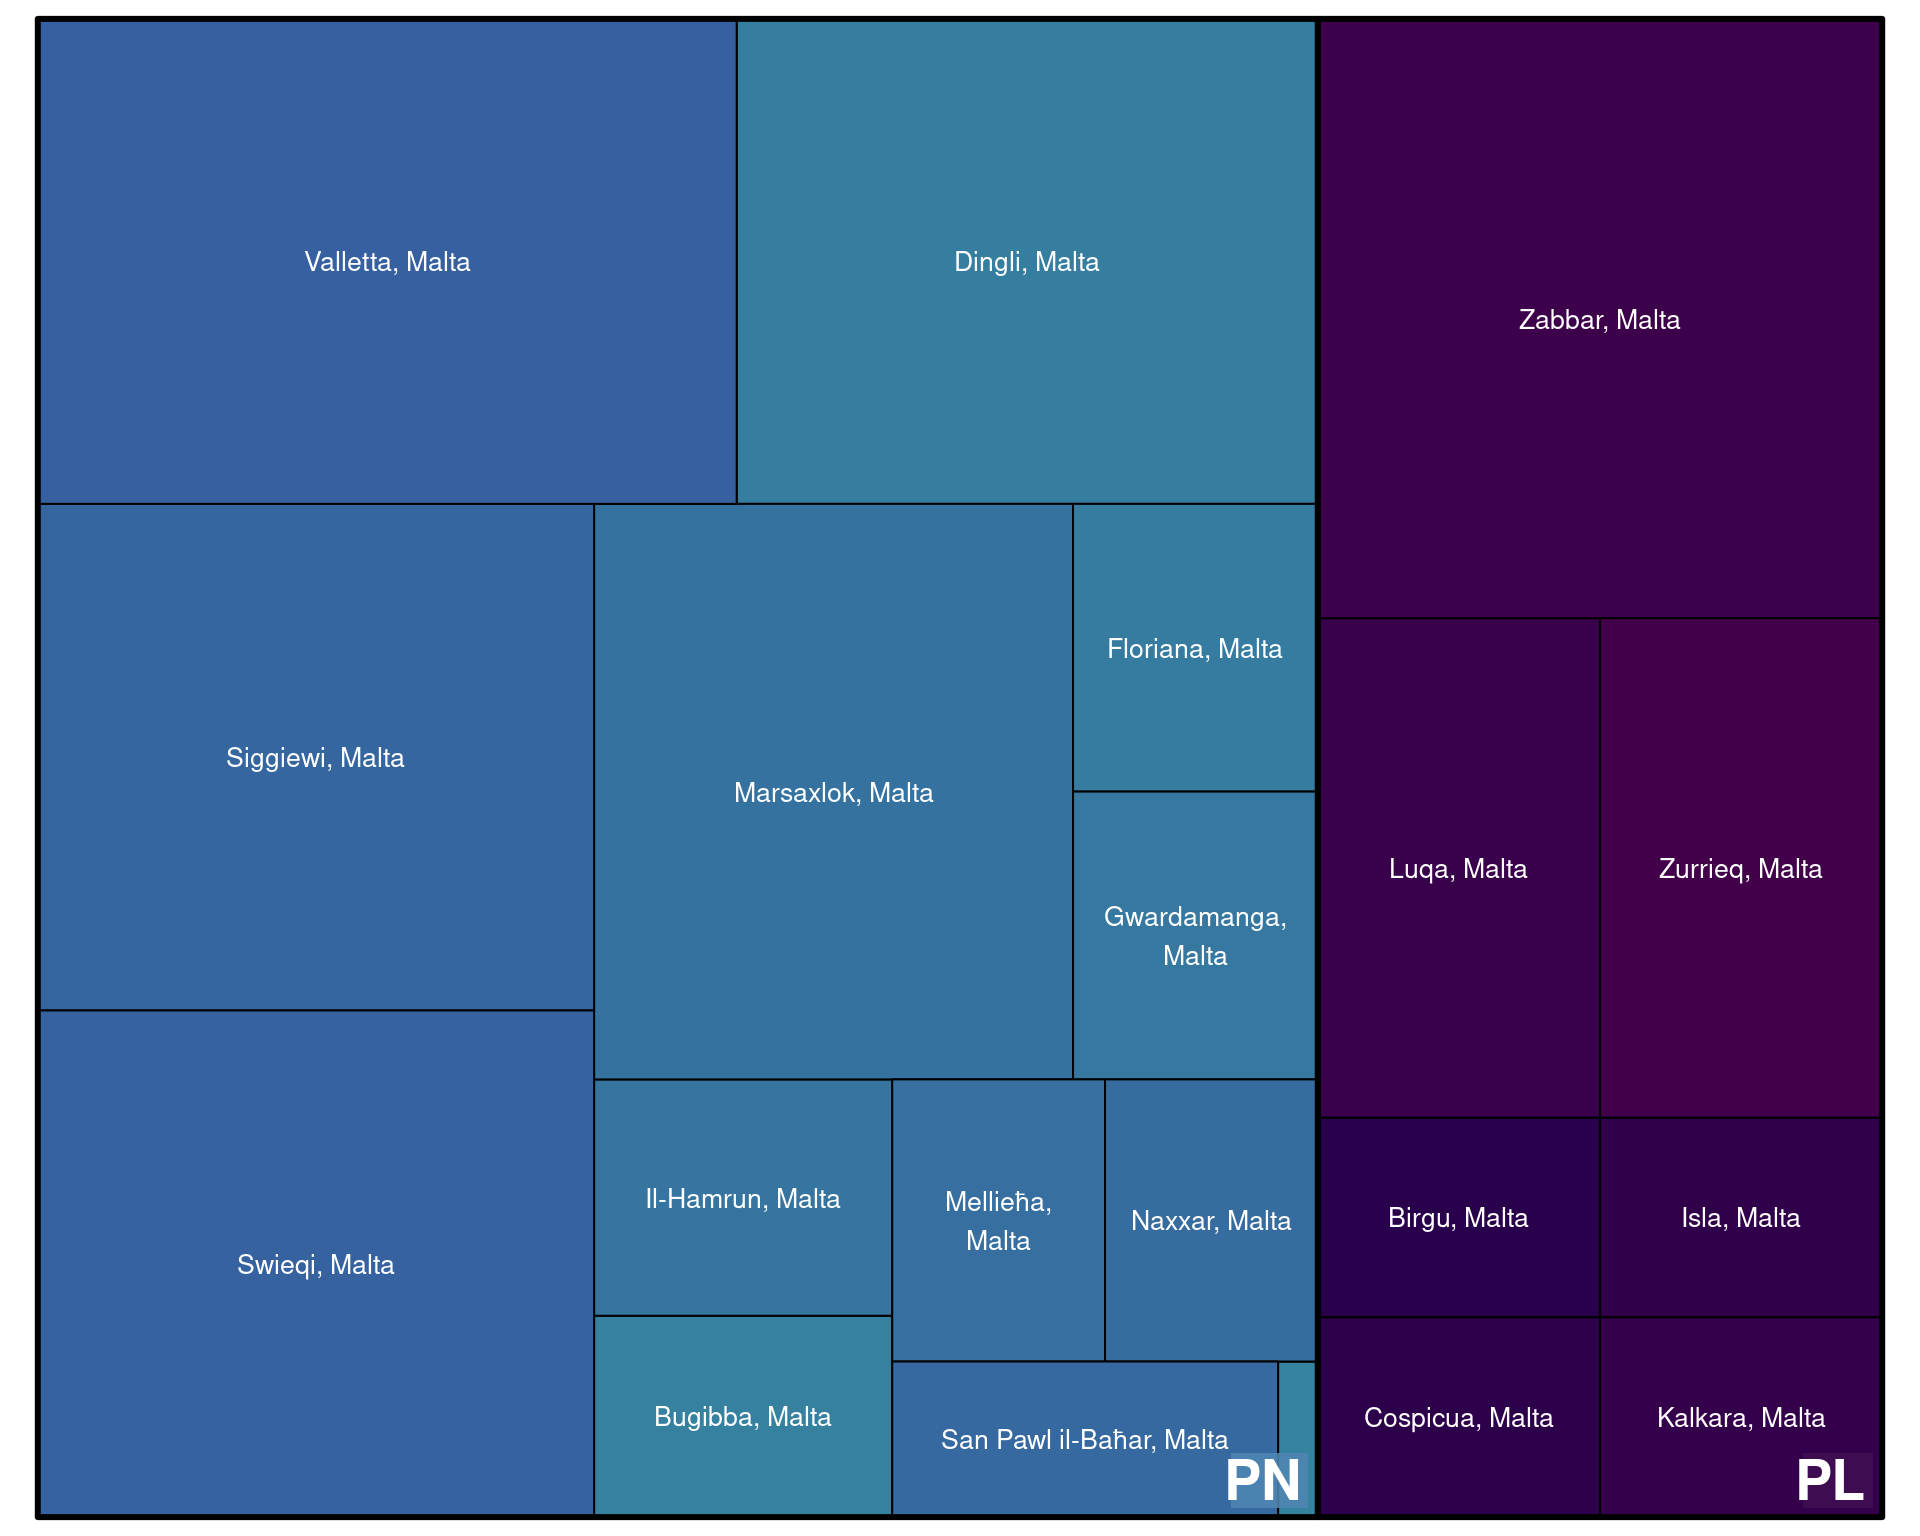 Valletta, Malta
Dingli, Malta
Zabbar, Malta
Siggiewi, Malta
Marsaxlok, Malta
Floriana, Malta
Gwardamanga,
Malta
Luqa, Malta
Zurrieq, Malta
Swieqi, Malta
Il-Hamrun, Malta
Mellieħa,
Malta
Naxxar, Malta
Birgu, Malta
Isla, Malta
Bugibba, Malta
San Pawl il-Baħar, Malta
Cospicua, Malta
Kalkara, Malta
PN
PL